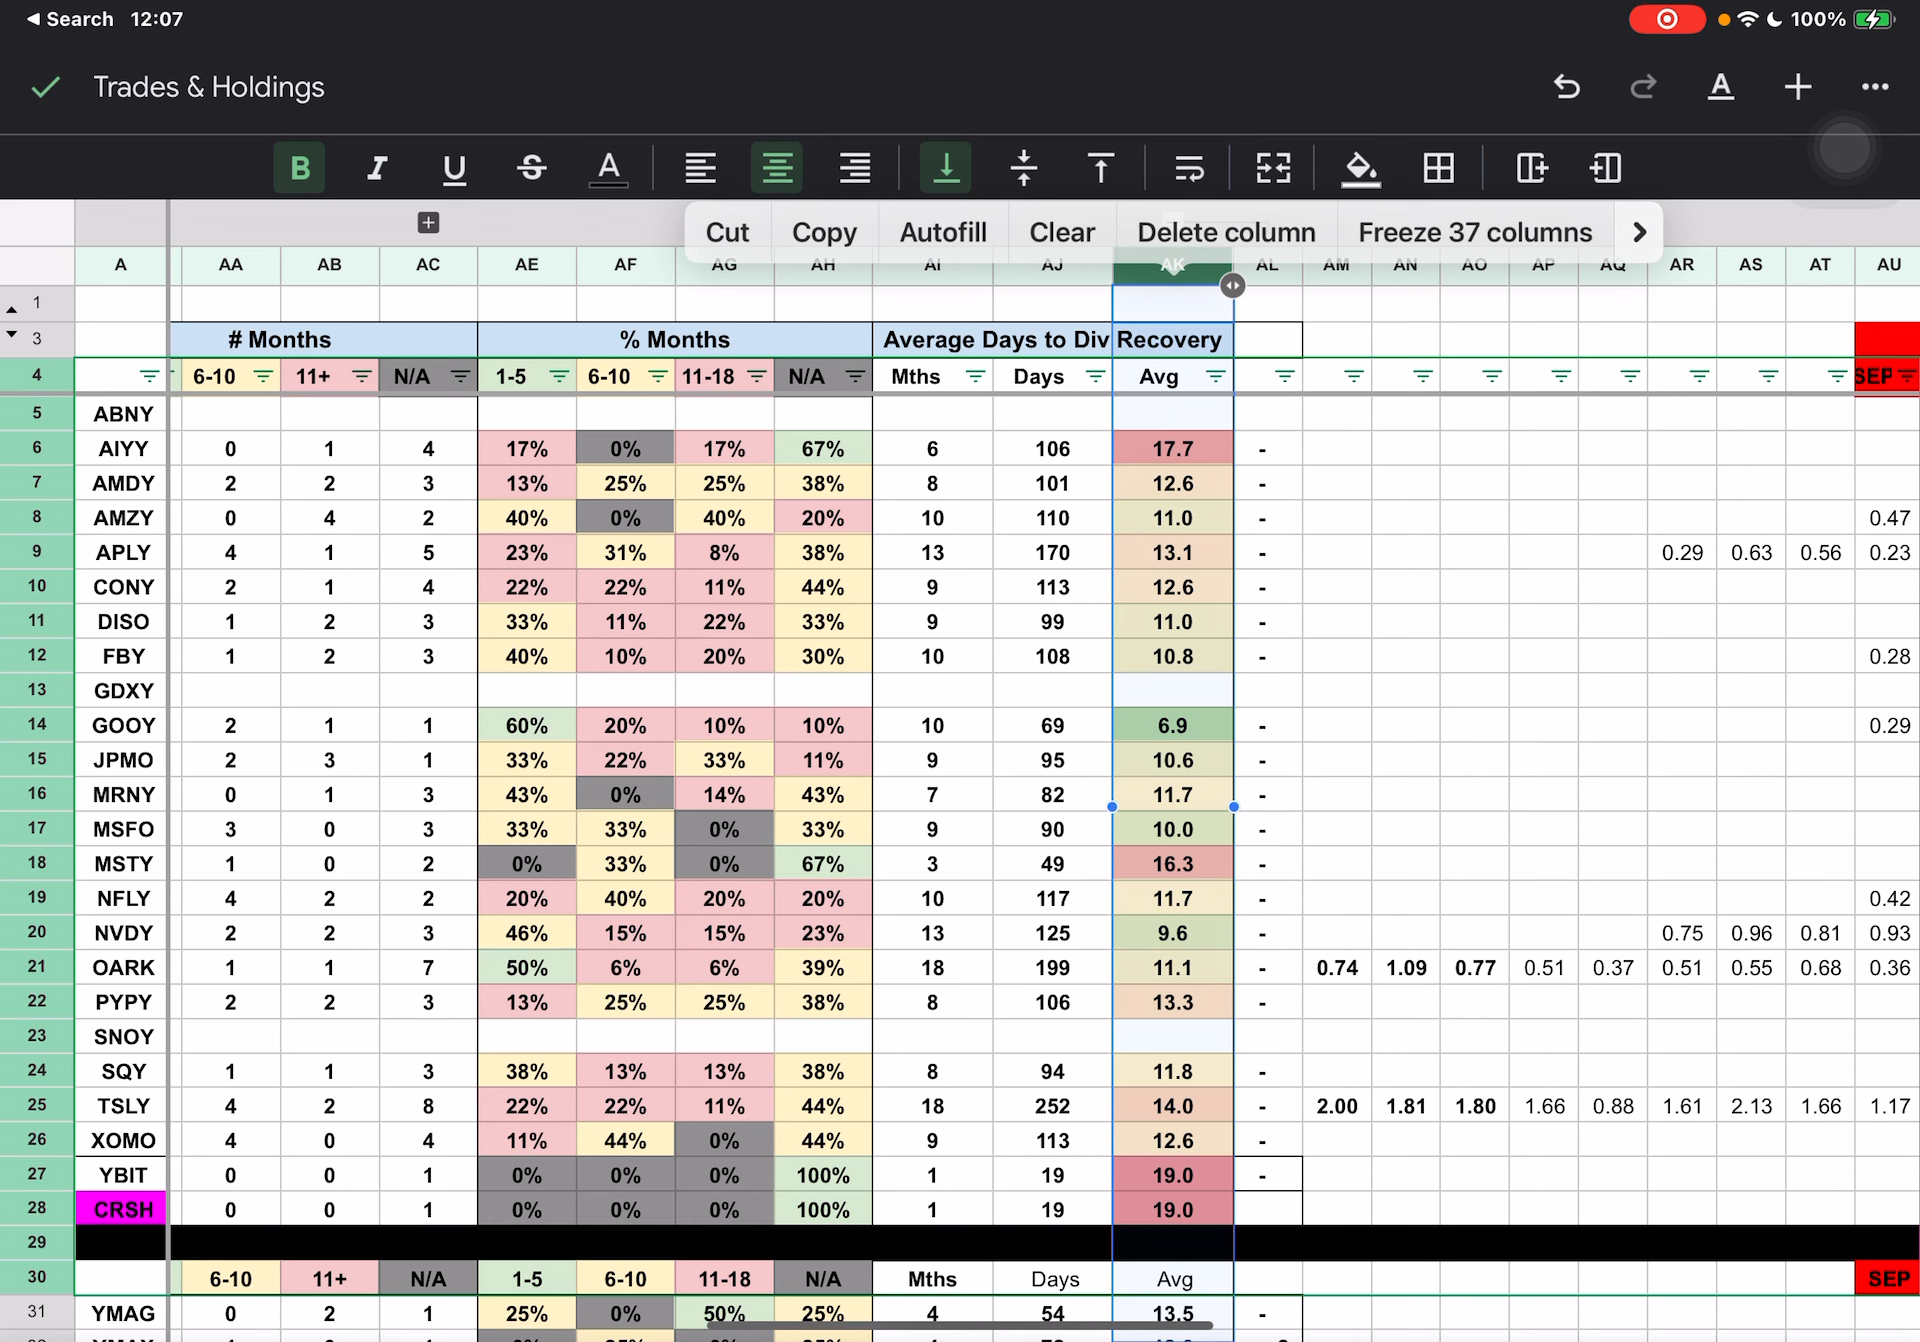 Search 12:07 100%
Trades & Holdings
B I U S A
Cut Copy Autofill Clear Delete column Freeze 37 columns
A AA AB AC AE AF AG AH AI AJ AK AL AM AN AO AP AQ AR AS AT AU
1
3 # Months % Months Average Days to Div Recovery
4 6-10 11+ N/A 1-5 6-10 11-18 N/A Mths Days Avg SEP
5 ABNY
6 AIYY 0 1 4 17% 0% 17% 67% 6 106 17.7 -
7 AMDY 2 2 3 13% 25% 25% 38% 8 101 12.6 -
8 AMZY 0 4 2 40% 0% 40% 20% 10 110 11.0 - 0.47
9 APLY 4 1 5 23% 31% 8% 38% 13 170 13.1 - 0.29 0.63 0.56 0.23
10 CONY 2 1 4 22% 22% 11% 44% 9 113 12.6 -
11 DISO 1 2 3 33% 11% 22% 33% 9 99 11.0 -
12 FBY 1 2 3 40% 10% 20% 30% 10 108 10.8 - 0.28
13 GDXY
14 GOOY 2 1 1 60% 20% 10% 10% 10 69 6.9 - 0.29
15 JPMO 2 3 1 33% 22% 33% 11% 9 95 10.6 -
16 MRNY 0 1 3 43% 0% 14% 43% 7 82 11.7 -
17 MSFO 3 0 3 33% 33% 0% 33% 9 90 10.0 -
18 MSTY 1 0 2 0% 33% 0% 67% 3 49 16.3 -
19 NFLY 4 2 2 20% 40% 20% 20% 10 117 11.7 - 0.42
20 NVDY 2 2 3 46% 15% 15% 23% 13 125 9.6 - 0.75 0.96 0.81 0.93
21 OARK 1 1 7 50% 6% 6% 39% 18 199 11.1 - 0.74 1.09 0.77 0.51 0.37 0.51 0.55 0.68 0.36
22 PYPY 2 2 3 13% 25% 25% 38% 8 106 13.3 -
23 SNOY
24 SQY 1 1 3 38% 13% 13% 38% 8 94 11.8 -
25 TSLY 4 2 8 22% 22% 11% 44% 18 252 14.0 - 2.00 1.81 1.80 1.66 0.88 1.61 2.13 1.66 1.17
26 XOMO 4 0 4 11% 44% 0% 44% 9 113 12.6 -
27 YBIT 0 0 1 0% 0% 0% 100% 1 19 19.0 -
28 CRSH 0 0 1 0% 0% 0% 100% 1 19 19.0
29
30 6-10 11+ N/A 1-5 6-10 11-18 N/A Mths Days Avg SEP
31 YMAG 0 2 1 25% 0% 50% 25% 4 54 13.5 -